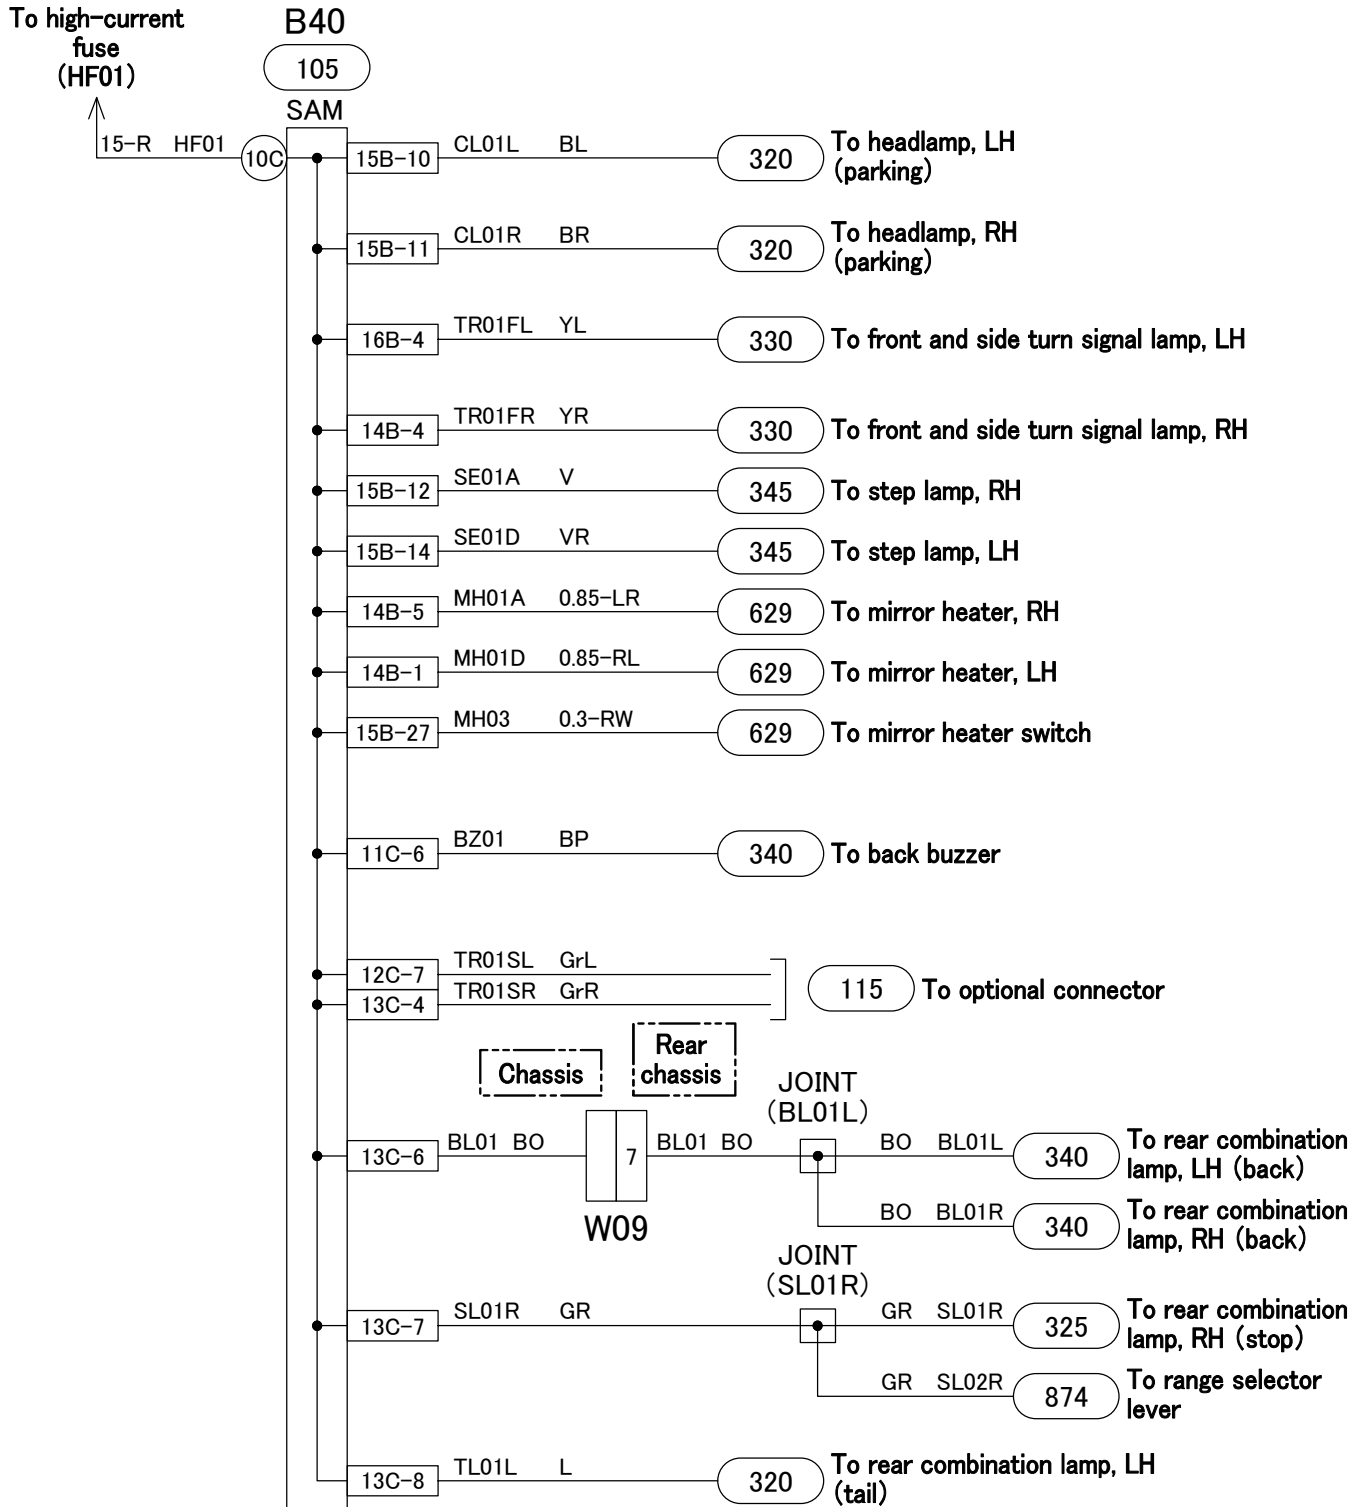 To high-current
fuse
(HF01)
B40
105
SAM
15-R HF01
10C
15B-10 CL01L BL 320 To headlamp, LH
(parking)
15B-11 CL01R BR 320 To headlamp, RH
(parking)
16B-4 TR01FL YL 330 To front and side turn signal lamp, LH
14B-4 TR01FR YR 330 To front and side turn signal lamp, RH
15B-12 SE01A V 345 To step lamp, RH
15B-14 SE01D VR 345 To step lamp, LH
14B-5 MH01A 0.85-LR 629 To mirror heater, RH
14B-1 MH01D 0.85-RL 629 To mirror heater, LH
15B-27 MH03 0.3-RW 629 To mirror heater switch
11C-6 BZ01 BP 340 To back buzzer
12C-7 TR01SL GrL
13C-4 TR01SR GrR
115 To optional connector
Chassis
Rear
chassis
JOINT
(BL01L)
13C-6 BL01 BO 7 BL01 BO BO BL01L 340 To rear combination
lamp, LH (back)
W09
BO BL01R 340 To rear combination
lamp, RH (back)
JOINT
(SL01R)
13C-7 SL01R GR GR SL01R 325 To rear combination
lamp, RH (stop)
GR SL02R 874 To range selector
lever
13C-8 TL01L L 320 To rear combination lamp, LH
(tail)